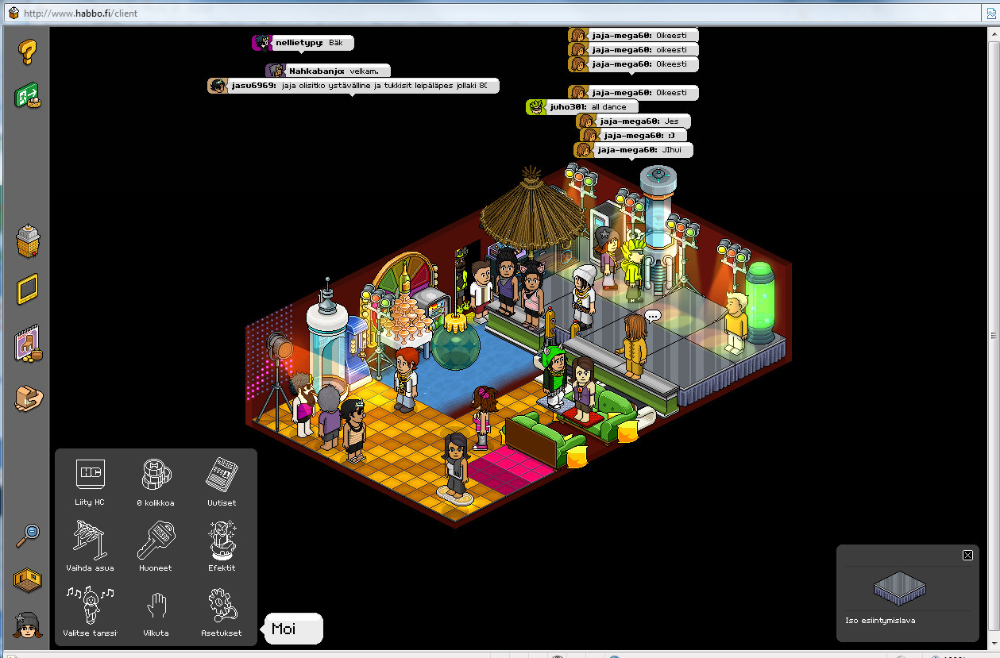 http://www.habbo.fi/client
nellietypy: Bäk
Nahkabanjo: velkam.
jasu6969: jaja olisitko ystävälline ja tukkisit leipäläpes jollaki 80
jaja-mega60: Oikeesti
jaja-mega60: oikeesti
jaja-mega60: Oikeesti
jaja-mega60: Oikeesti
juho301: all dance
jaja-mega60: Jes
jaja-mega60: :)
jaja-mega60: JIhui
...
HC
Liity HC
H
0 kolikkoa
Uutiset
Vaihda asua
Huoneet
Efektit
Valitse tanssi
Vilkuta
Asetukset
Moi
Iso esiintymislava